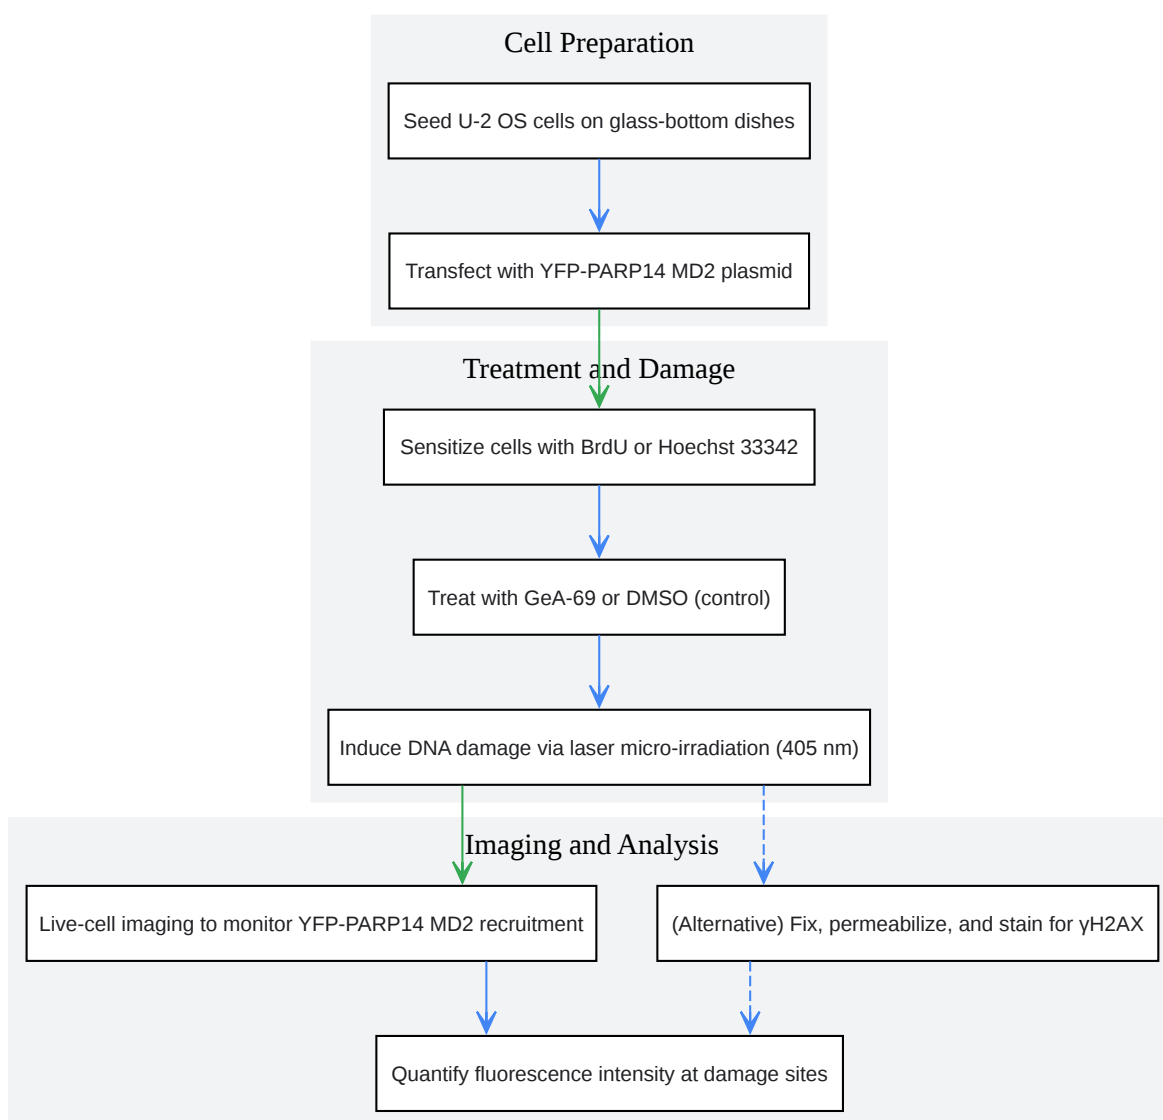 Cell Preparation
Seed U-2 OS cells on glass-bottom dishes
Transfect with YFP-PARP14 MD2 plasmid
Treatment and Damage
Sensitize cells with BrdU or Hoechst 33342
Treat with GeA-69 or DMSO (control)
Induce DNA damage via laser micro-irradiation (405 nm)
Imaging and Analysis
Live-cell imaging to monitor YFP-PARP14 MD2 recruitment
(Alternative) Fix, permeabilize, and stain for γH2AX
Quantify fluorescence intensity at damage sites